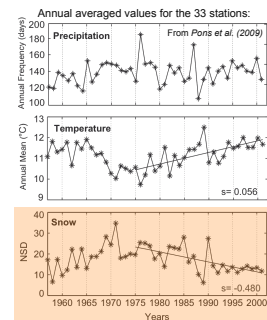 Annual averaged values for the 33 stations:
Annual Frequency (days)
200
180
160
140
120
100
Precipitation
From Pons et al. (2009)
Annual Mean (°C)
13
12
11
10
9
Temperature
s= 0.056
NSD
40
30
20
10
0
Snow
s= -0.480
1960 1965 1970 1975 1980 1985 1990 1995 2000
Years